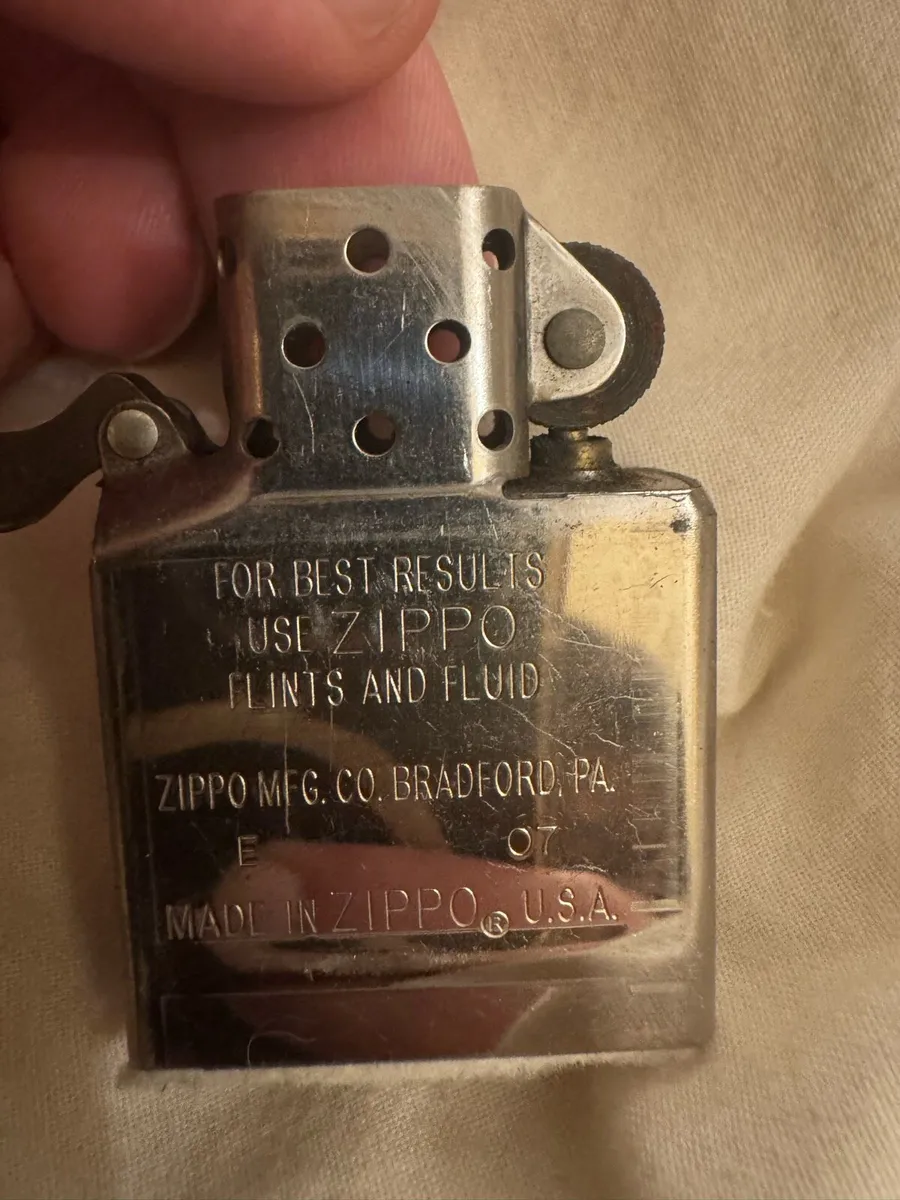 FOR BEST RESULTS
USE ZIPPO
FLINTS AND FLUID
ZIPPO MFG. CO. BRADFORD, PA.
E 07
MADE IN ZIPPO® U.S.A.